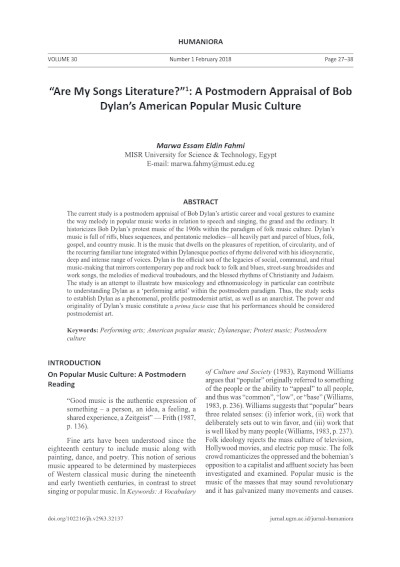 HUMANIORA
VOLUME 30 Number 1 February 2018 Page 27–38
“Are My Songs Literature?”1: A Postmodern Appraisal of Bob
Dylan’s American Popular Music Culture
Marwa Essam Eldin Fahmi
MISR University for Science & Technology, Egypt
E-mail: marwa.fahmy@must.edu.eg
ABSTRACT
The current study is a postmodern appraisal of Bob Dylan’s artistic career and vocal gestures to examine
the way melody in popular music works in relation to speech and singing, the grand and the ordinary. It
historicizes Bob Dylan’s protest music of the 1960s within the paradigm of folk music culture. Dylan’s
music is full of riffs, blues sequences, and pentatonic melodies—all heavily part and parcel of blues, folk,
gospel, and country music. It is the music that dwells on the pleasures of repetition, of circularity, and of
the recurring familiar tune integrated within Dylanesque poetics of rhyme delivered with his idiosyncratic,
deep and intense range of voices. Dylan is the official son of the legacies of social, communal, and ritual
music-making that mirrors contemporary pop and rock back to folk and blues, street-sung broadsides and
work songs, the melodies of medieval troubadours, and the blessed rhythms of Christianity and Judaism.
The study is an attempt to illustrate how musicology and ethnomusicology in particular can contribute
to understanding Dylan as a ‘performing artist’ within the postmodern paradigm. Thus, the study seeks
to establish Dylan as a phenomenal, prolific postmodernist artist, as well as an anarchist. The power and
originality of Dylan’s music constitute a prima facie case that his performances should be considered
postmodernist art.
Keywords: Performing arts; American popular music; Dylanesque; Protest music; Postmodern
culture
INTRODUCTION
On Popular Music Culture: A Postmodern
Reading
“Good music is the authentic expression of
something – a person, an idea, a feeling, a
shared experience, a Zeitgeist” — Frith (1987,
p. 136).
Fine arts have been understood since the
eighteenth century to include music along with
painting, dance, and poetry. This notion of serious
music appeared to be determined by masterpieces
of Western classical music during the nineteenth
and early twentieth centuries, in contrast to street
singing or popular music. In Keywords: A Vocabulary
of Culture and Society (1983), Raymond Williams
argues that “popular” originally referred to something
of the people or the ability to “appeal” to all people,
and thus was “common”, “low”, or “base” (Williams,
1983, p. 236). Williams suggests that “popular” bears
three related senses: (i) inferior work, (ii) work that
deliberately sets out to win favor, and (iii) work that
is well liked by many people (Williams, 1983, p. 237).
Folk ideology rejects the mass culture of television,
Hollywood movies, and electric pop music. The folk
crowd romanticizes the oppressed and the bohemian’s
opposition to a capitalist and affluent society has been
investigated and examined. Popular music is the
music of the masses that may sound revolutionary
and it has galvanized many movements and causes.
doi.org/102216/jh.v2963.32137 jurnal.ugm.ac.id/jurnal-humaniora